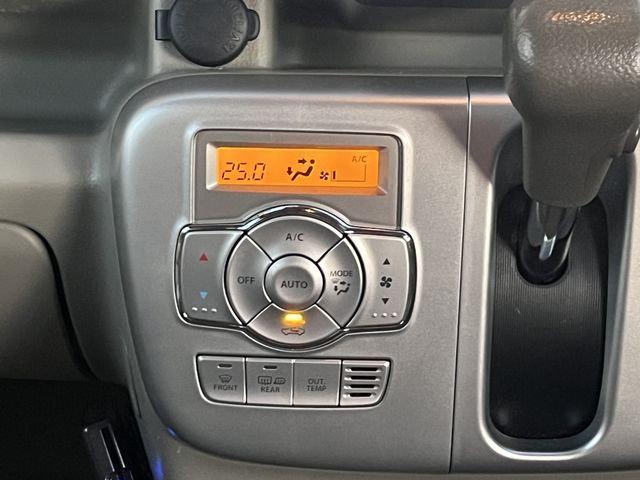 25.0 A/C
A/C
OFF AUTO MODE
FRONT REAR OUT.
TEMP